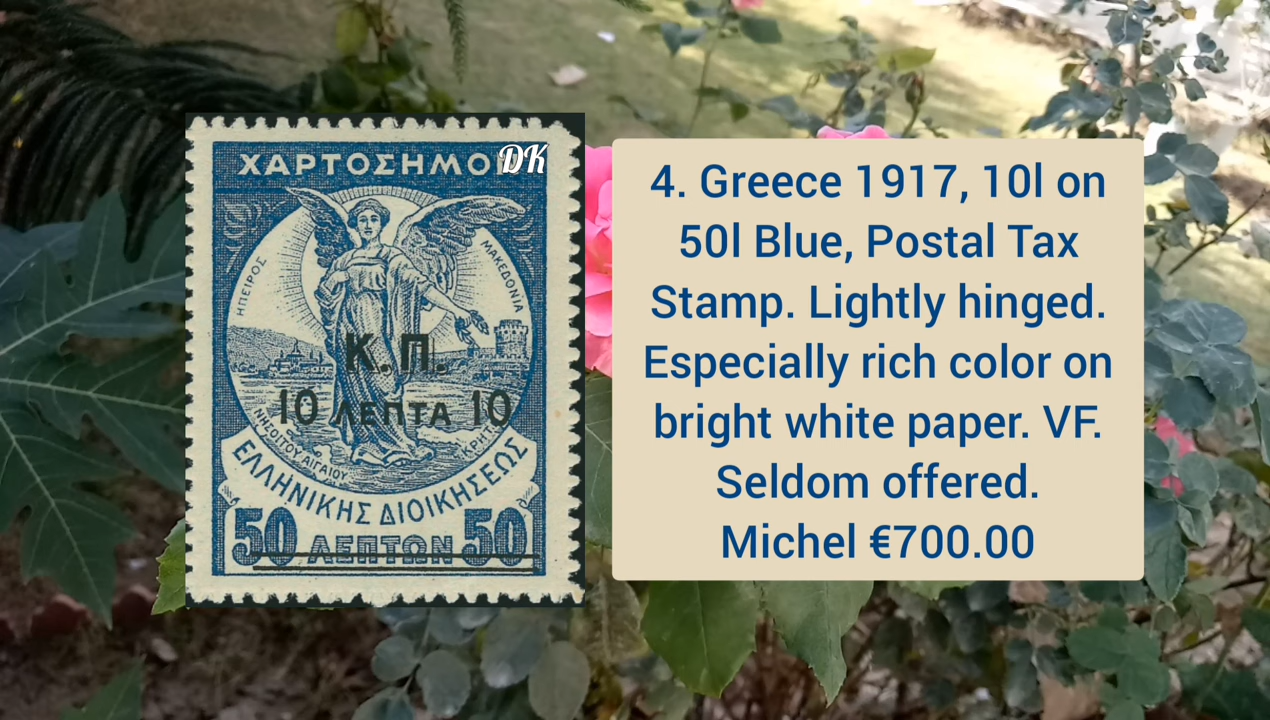 ΧΑΡΤΟΣΗΜΟ
DK
ΗΠΕΙΡΟΣ
ΜΑΚΕΔΟΝΙΑ
Κ.Π.
10 ΛΕΠΤΑ 10
ΝΗΣΟΙ ΤΟΥ ΑΙΓΑΙΟΥ
ΚΡΗΤΗ
ΕΛΛΗΝΙΚΗΣ ΔΙΟΙΚΗΣΕΩΣ
50 ΛΕΠΤΩΝ 50
4. Greece 1917, 10l on
50l Blue, Postal Tax
Stamp. Lightly hinged.
Especially rich color on
bright white paper. VF.
Seldom offered.
Michel €700.00